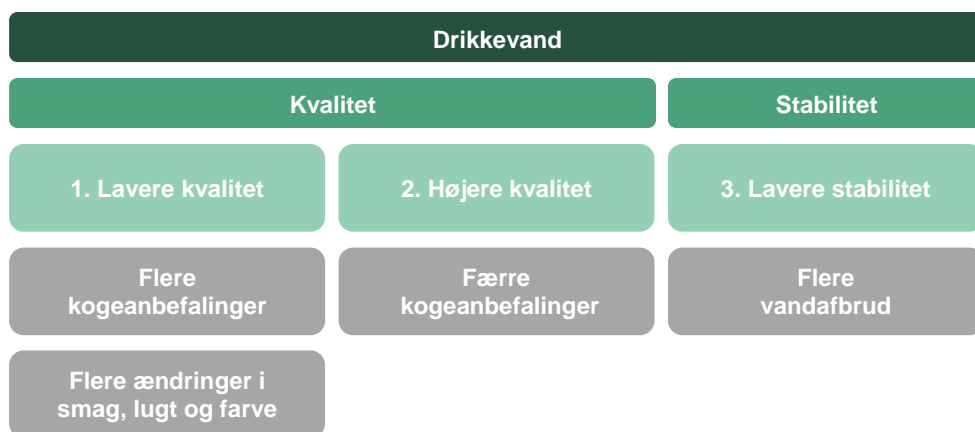 Drikkevand
Kvalitet
Stabilitet
1. Lavere kvalitet
2. Højere kvalitet
3. Lavere stabilitet
Flere
kogeanbefalinger
Færre
kogeanbefalinger
Flere
vandafbrud
Flere ændringer i
smag, lugt og farve